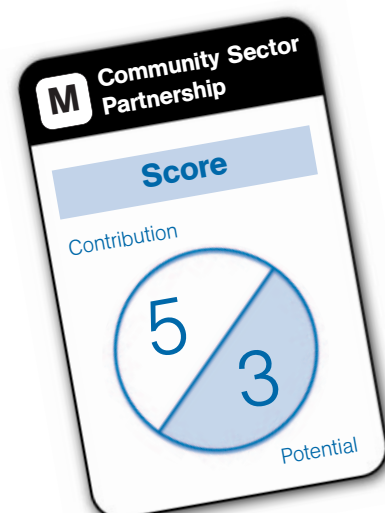 M
Community Sector
Partnership
Score
Contribution
5
3
Potential